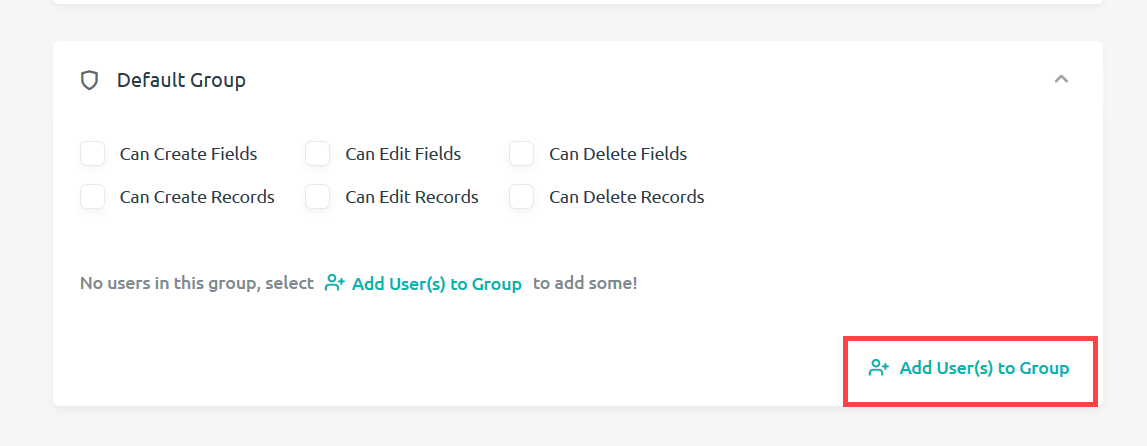 Default Group
Can Create Fields Can Edit Fields Can Delete Fields
Can Create Records Can Edit Records Can Delete Records
No users in this group, select Add User(s) to Group to add some!
Add User(s) to Group